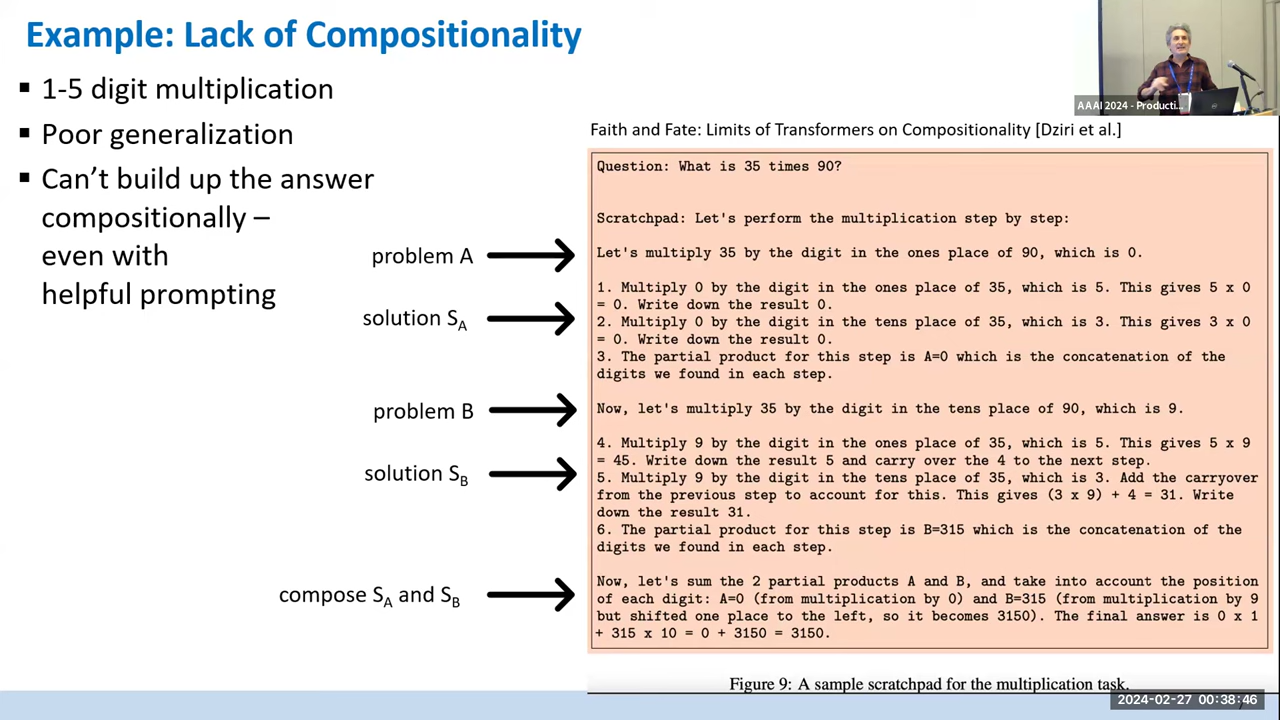 Example: Lack of Compositionality
▪ 1-5 digit multiplication
▪ Poor generalization
▪ Can’t build up the answer
compositionally –
even with
helpful prompting
problem A
solution SA
problem B
solution SB
compose SA and SB
AAAI 2024 - Producti...
Faith and Fate: Limits of Transformers on Compositionality [Dziri et al.]
Question: What is 35 times 90?
Scratchpad: Let's perform the multiplication step by step:
Let's multiply 35 by the digit in the ones place of 90, which is 0.
1. Multiply 0 by the digit in the ones place of 35, which is 5. This gives 5 x 0
= 0. Write down the result 0.
2. Multiply 0 by the digit in the tens place of 35, which is 3. This gives 3 x 0
= 0. Write down the result 0.
3. The partial product for this step is A=0 which is the concatenation of the
digits we found in each step.
Now, let's multiply 35 by the digit in the tens place of 90, which is 9.
4. Multiply 9 by the digit in the ones place of 35, which is 5. This gives 5 x 9
= 45. Write down the result 5 and carry over the 4 to the next step.
5. Multiply 9 by the digit in the tens place of 35, which is 3. Add the carryover
from the previous step to account for this. This gives (3 x 9) + 4 = 31. Write
down the result 31.
6. The partial product for this step is B=315 which is the concatenation of the
digits we found in each step.
Now, let's sum the 2 partial products A and B, and take into account the position
of each digit: A=0 (from multiplication by 0) and B=315 (from multiplication by 9
but shifted one place to the left, so it becomes 3150). The final answer is 0 x 1
+ 315 x 10 = 0 + 3150 = 3150.
Figure 9: A sample scratchpad for the multiplication task.
2024-02-27 00:38:46